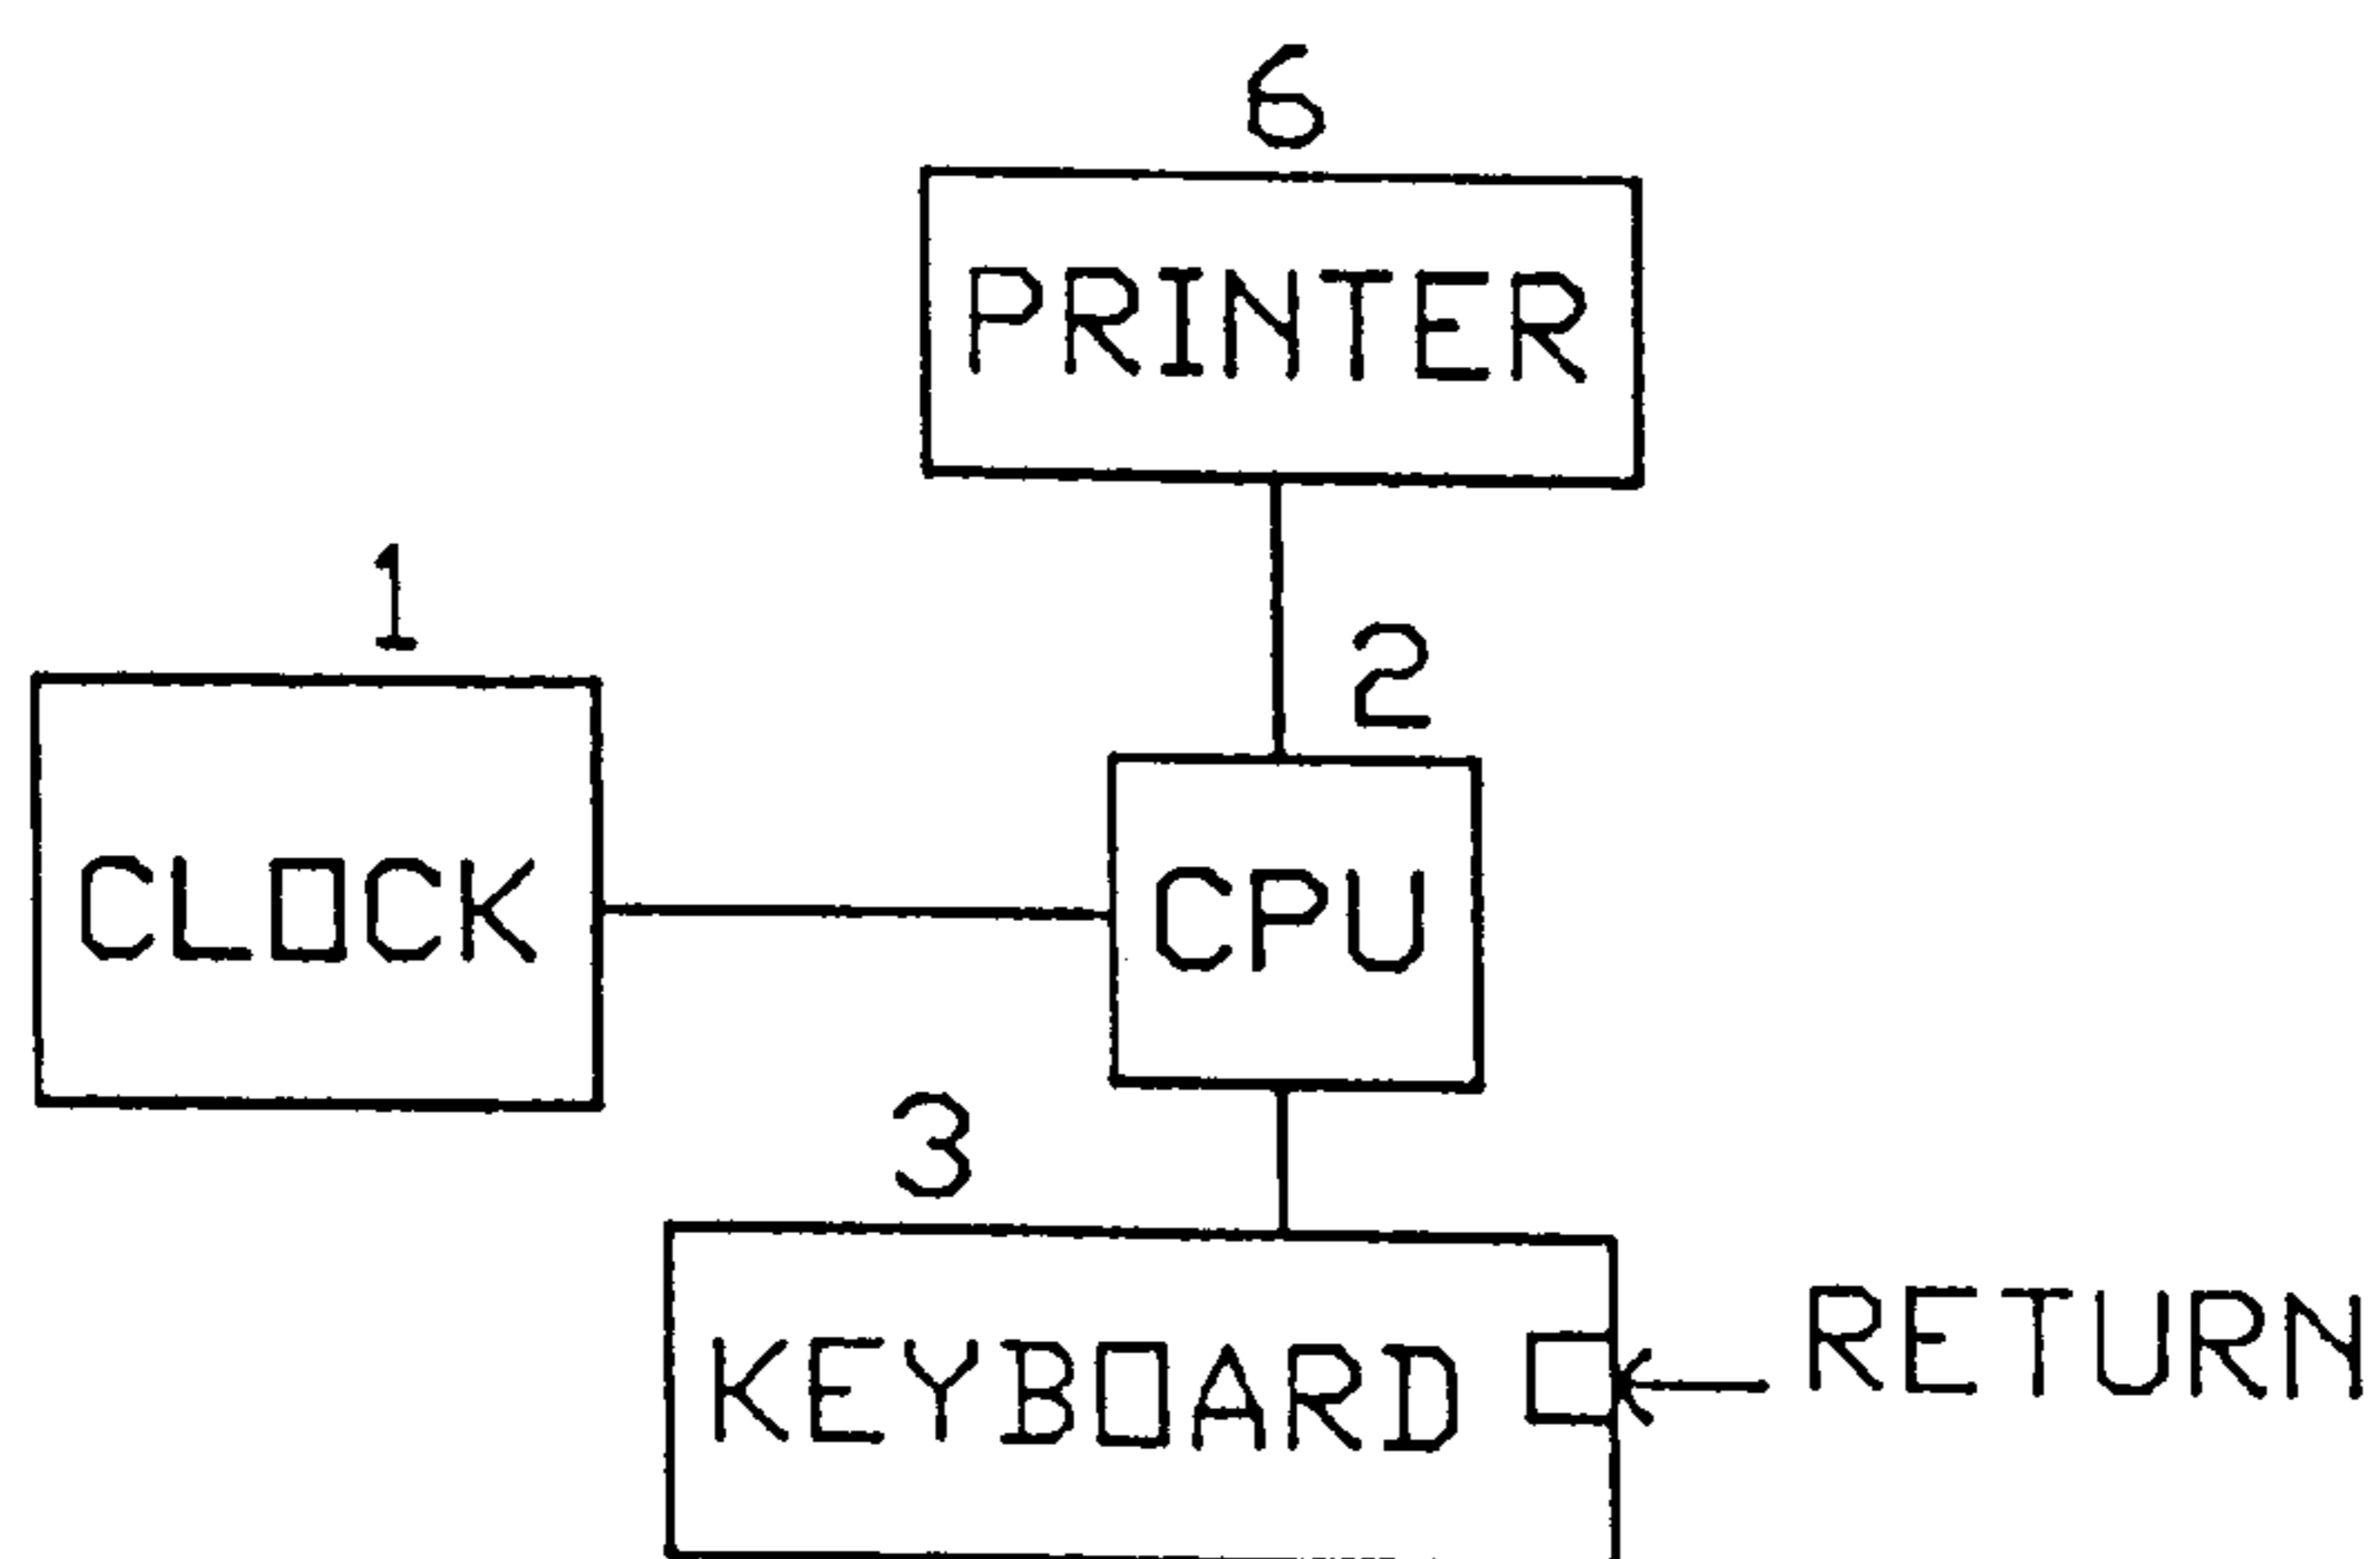 6
PRINTER
1
2
CLOCK
CPU
3
KEYBOARD
RETURN